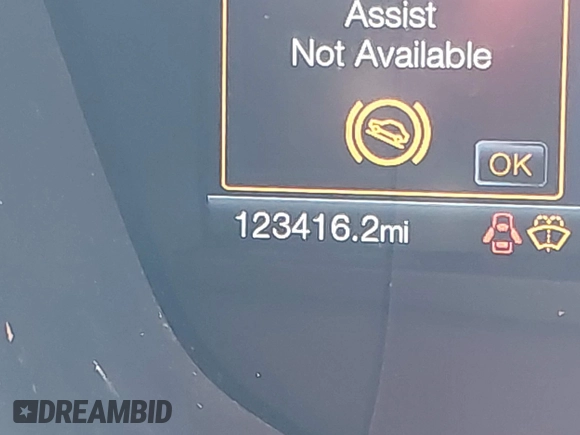 Assist
Not Available
OK
123416.2mi
DREAMBID